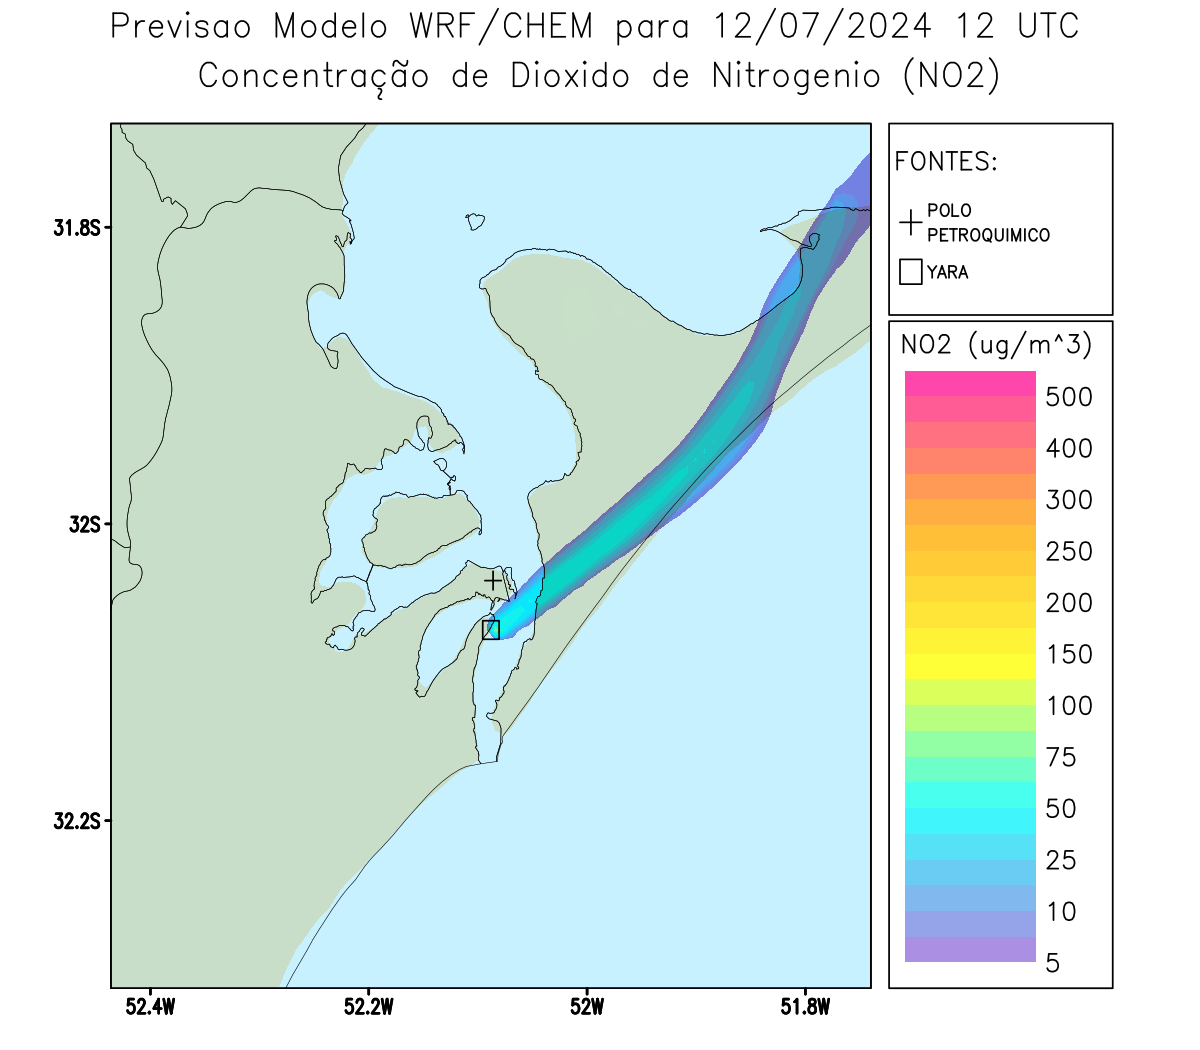 Previsao Modelo WRF/CHEM para 12/07/2024 12 UTC
Concentração de Dioxido de Nitrogenio (NO2)
FONTES:
POLO
PETROQUIMICO
YARA
31.8S
32S
32.2S
52.4W
52.2W
52W
51.8W
NO2 (ug/m^3)
500
400
300
250
200
150
100
75
50
25
10
5